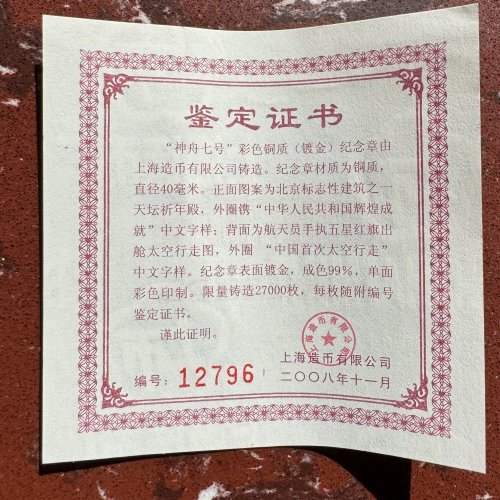 鉴定证书
“神舟七号”彩色铜质（镀金）纪念章由
上海造币有限公司铸造。纪念章材质为铜质，
直径40毫米。正面图案为北京标志性建筑之一
天坛祈年殿，外圈携“中华人民共和国辉煌成
就”中文字样；背面为航天员手执五星红旗出
舱太空行走图，外圈“中国首次太空行走”
中文字样。纪念章表面镀金，成色99%，单面
彩色印制。限量铸造27000枚，每枚随附编号
鉴定证书。
谨此证明。
上海造币有限公司
上海造币有限公司
编号：12796 二〇〇八年十一月